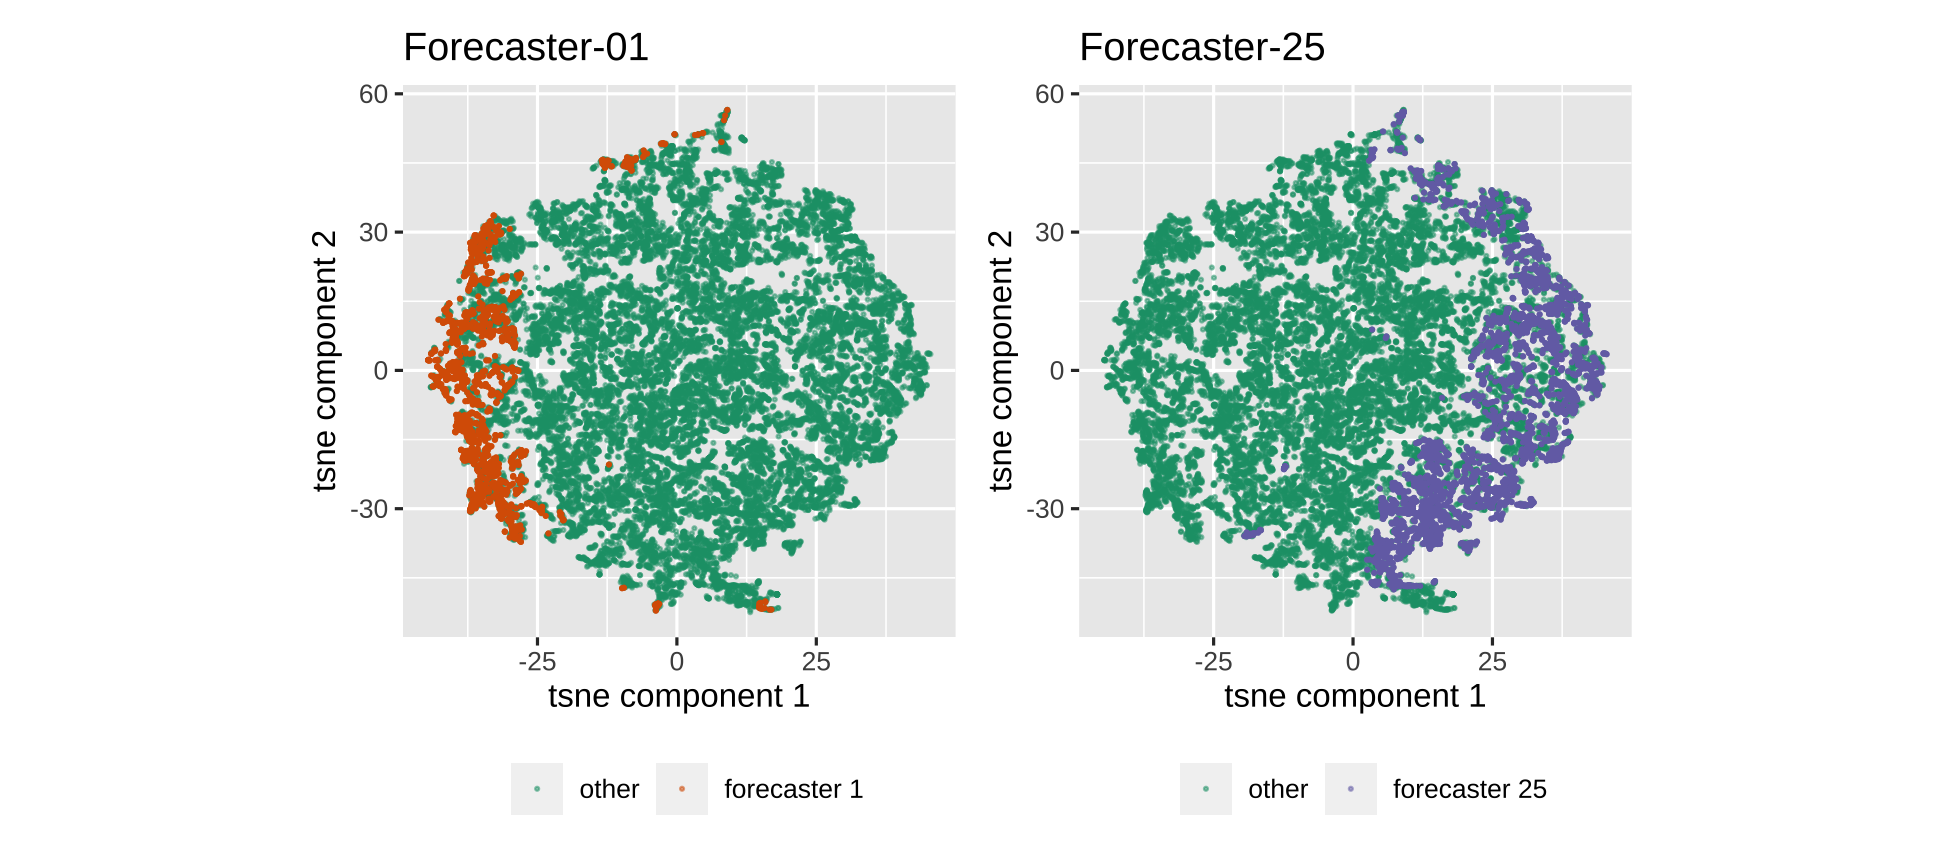 Forecaster-01
Forecaster-25
60
30
0
-30
tsne component 2
-25
0
25
tsne component 1
60
30
0
-30
tsne component 2
-25
0
25
tsne component 1
other
forecaster 1
other
forecaster 25